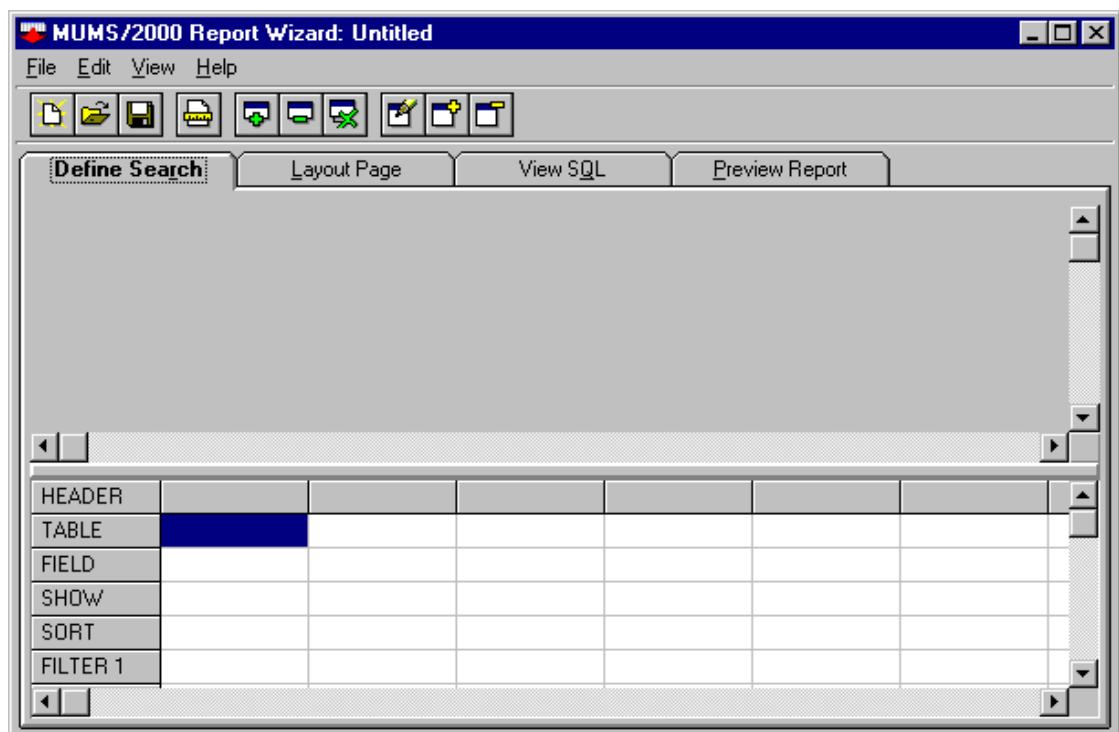 MUMS/2000 Report Wizard: Untitled
File Edit View Help
Define Search Layout Page View SQL Preview Report
HEADER
TABLE
FIELD
SHOW
SORT
FILTER 1